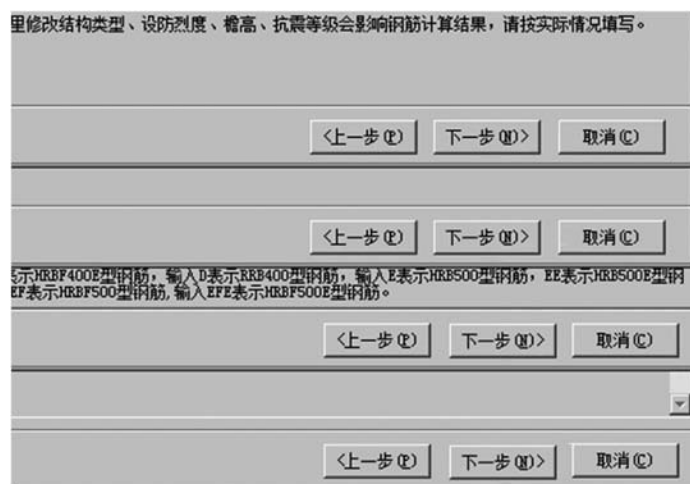 里修改结构类型、设防烈度、檐高、抗震等级会影响钢筋计算结果，请按实际情况填写。
<上一步(P) 下一步(N)> 取消(C)
<上一步(P) 下一步(N)> 取消(C)
表示HRBF400E型钢筋，输入D表示RRB400型钢筋，输入E表示HRB500型钢筋，EE表示HRB500E型钢
EF表示HRBF500型钢筋,输入EFE表示HRBF500E型钢筋。
<上一步(P) 下一步(N)> 取消(C)
<上一步(P) 下一步(N)> 取消(C)